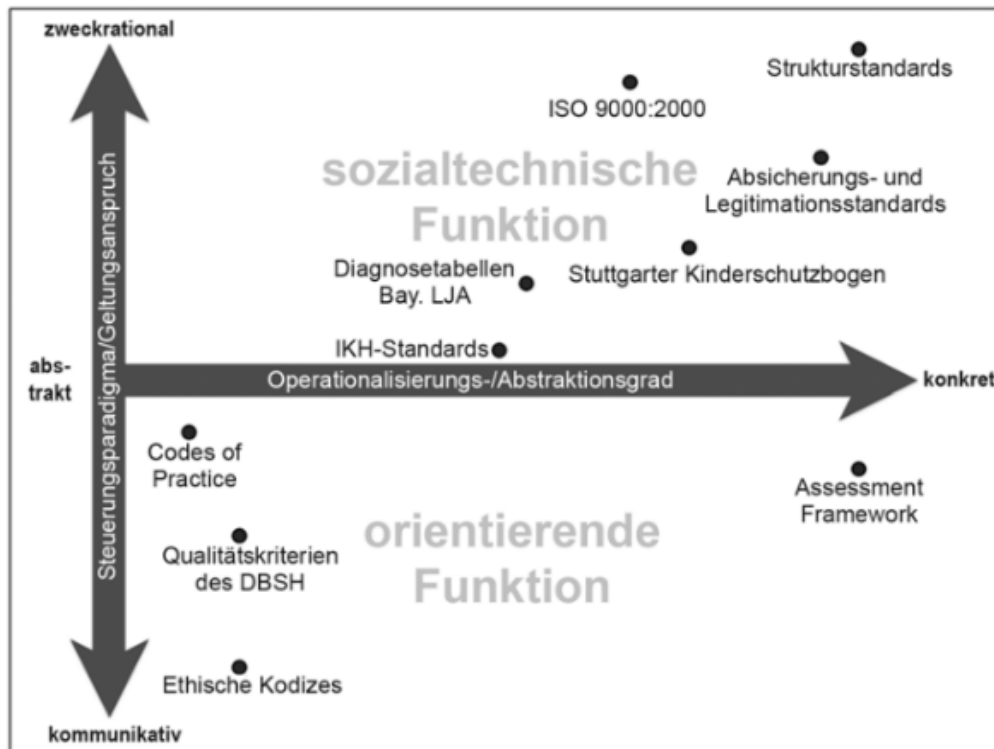 zweckrational
Strukturstandards
ISO 9000:2000
sozialtechnische
Funktion
Absicherungs- und
Legitimationsstandards
Diagnosetabellen
Bay. LJA
Stuttgarter Kinderschutzbogen
IKH-Standards
Steuerungsparadigma/Geltungsanspruch
abs-
trakt
Operationalisierungs-/Abstraktionsgrad
konkret
Codes of
Practice
Assessment
Framework
orientierende
Funktion
Qualitätskriterien
des DBSH
Ethische Kodizes
kommunikativ